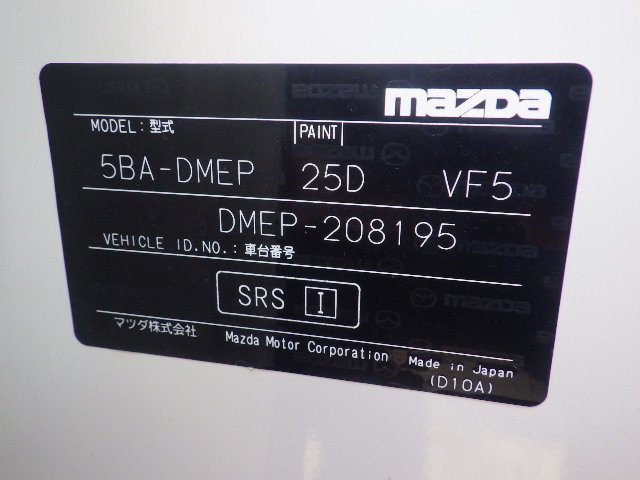 mazda
MODEL:型式 PAINT
5BA-DMEP 25D VF5
DMEP-208195
VEHICLE ID.NO.:車台番号
SRS I
マツダ株式会社 Mazda Motor Corporation Made in Japan
(D10A)